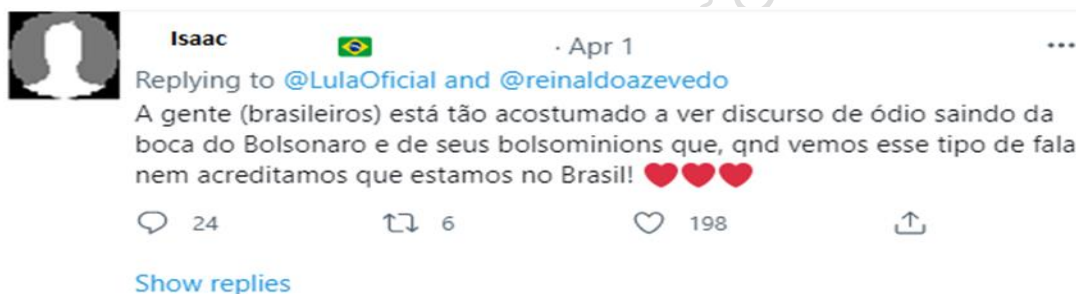 Isaac · Apr 1
Replying to @LulaOficial and @reinaldoazevedo
A gente (brasileiros) está tão acostumado a ver discurso de ódio saindo da
boca do Bolsonaro e de seus bolsominions que, qnd vemos esse tipo de fala
nem acreditamos que estamos no Brasil! ❤❤❤
24 6 198
Show replies